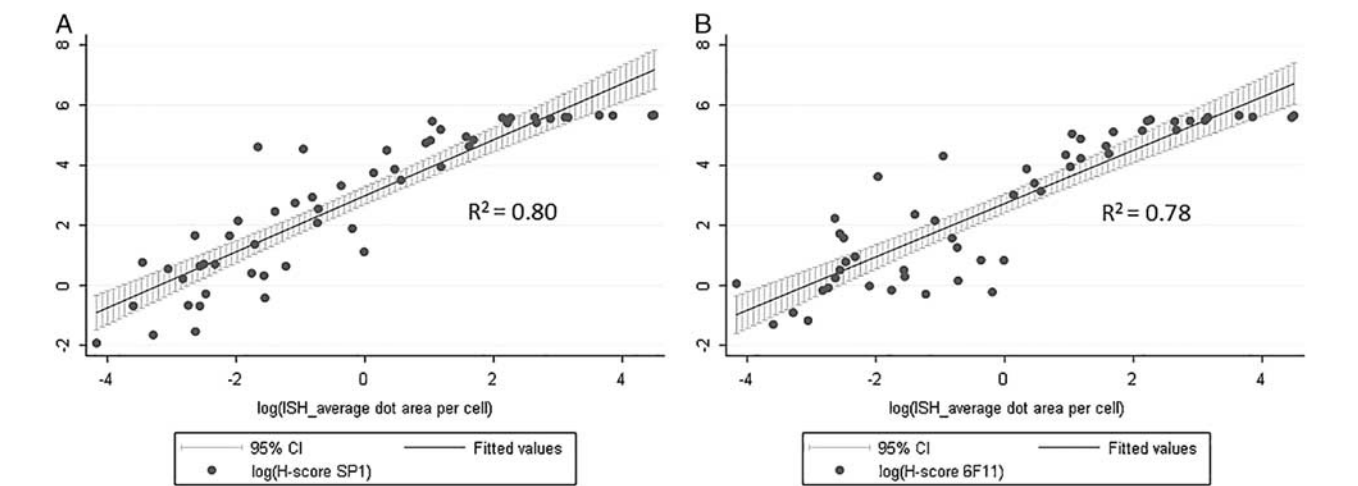 A
8
6
4
2
0
-2
-4 -2 0 2 4
R² = 0.80
log(ISH_average dot area per cell)
95% CI Fitted values
log(H-score SP1)
B
8
6
4
2
0
-2
-4 -2 0 2 4
R² = 0.78
log(ISH_average dot area per cell)
95% CI Fitted values
log(H-score 6F11)